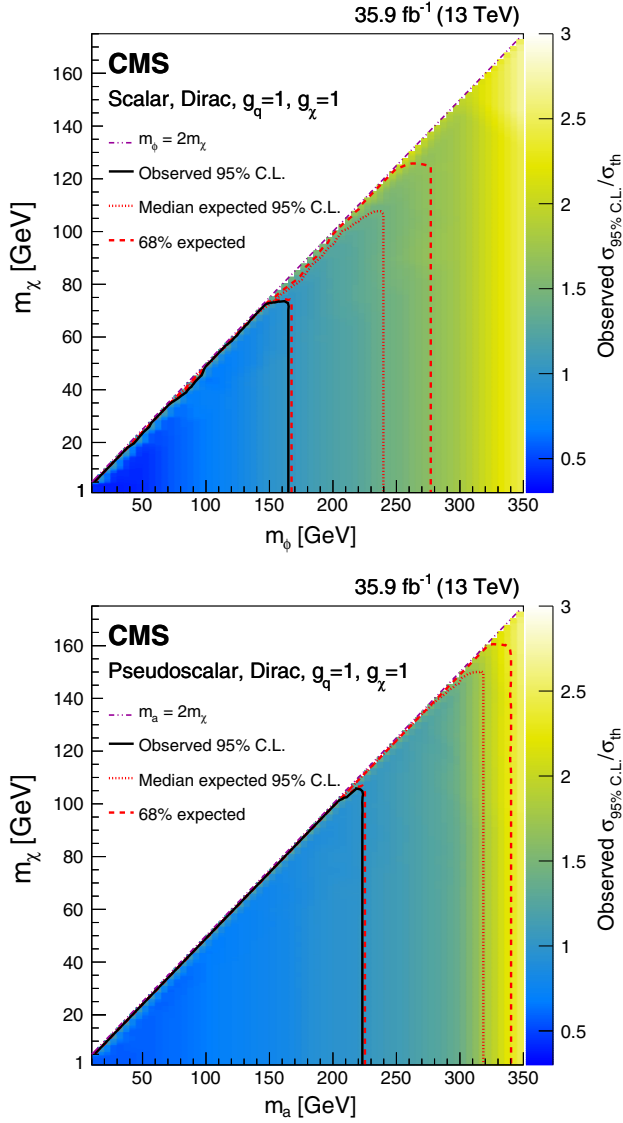 35.9 fb⁻¹ (13 TeV)
CMS
Scalar, Dirac, g_q=1, g_χ=1
m_ϕ = 2m_χ
Observed 95% C.L.
Median expected 95% C.L.
68% expected
160
140
120
100
80
60
40
20
1
m_χ [GeV]
50 100 150 200 250 300 350
m_ϕ [GeV]
3
2.5
2
1.5
1
0.5
Observed σ_95% C.L./σ_th
35.9 fb⁻¹ (13 TeV)
CMS
Pseudoscalar, Dirac, g_q=1, g_χ=1
m_a = 2m_χ
Observed 95% C.L.
Median expected 95% C.L.
68% expected
160
140
120
100
80
60
40
20
1
m_χ [GeV]
50 100 150 200 250 300 350
m_a [GeV]
3
2.5
2
1.5
1
0.5
Observed σ_95% C.L./σ_th